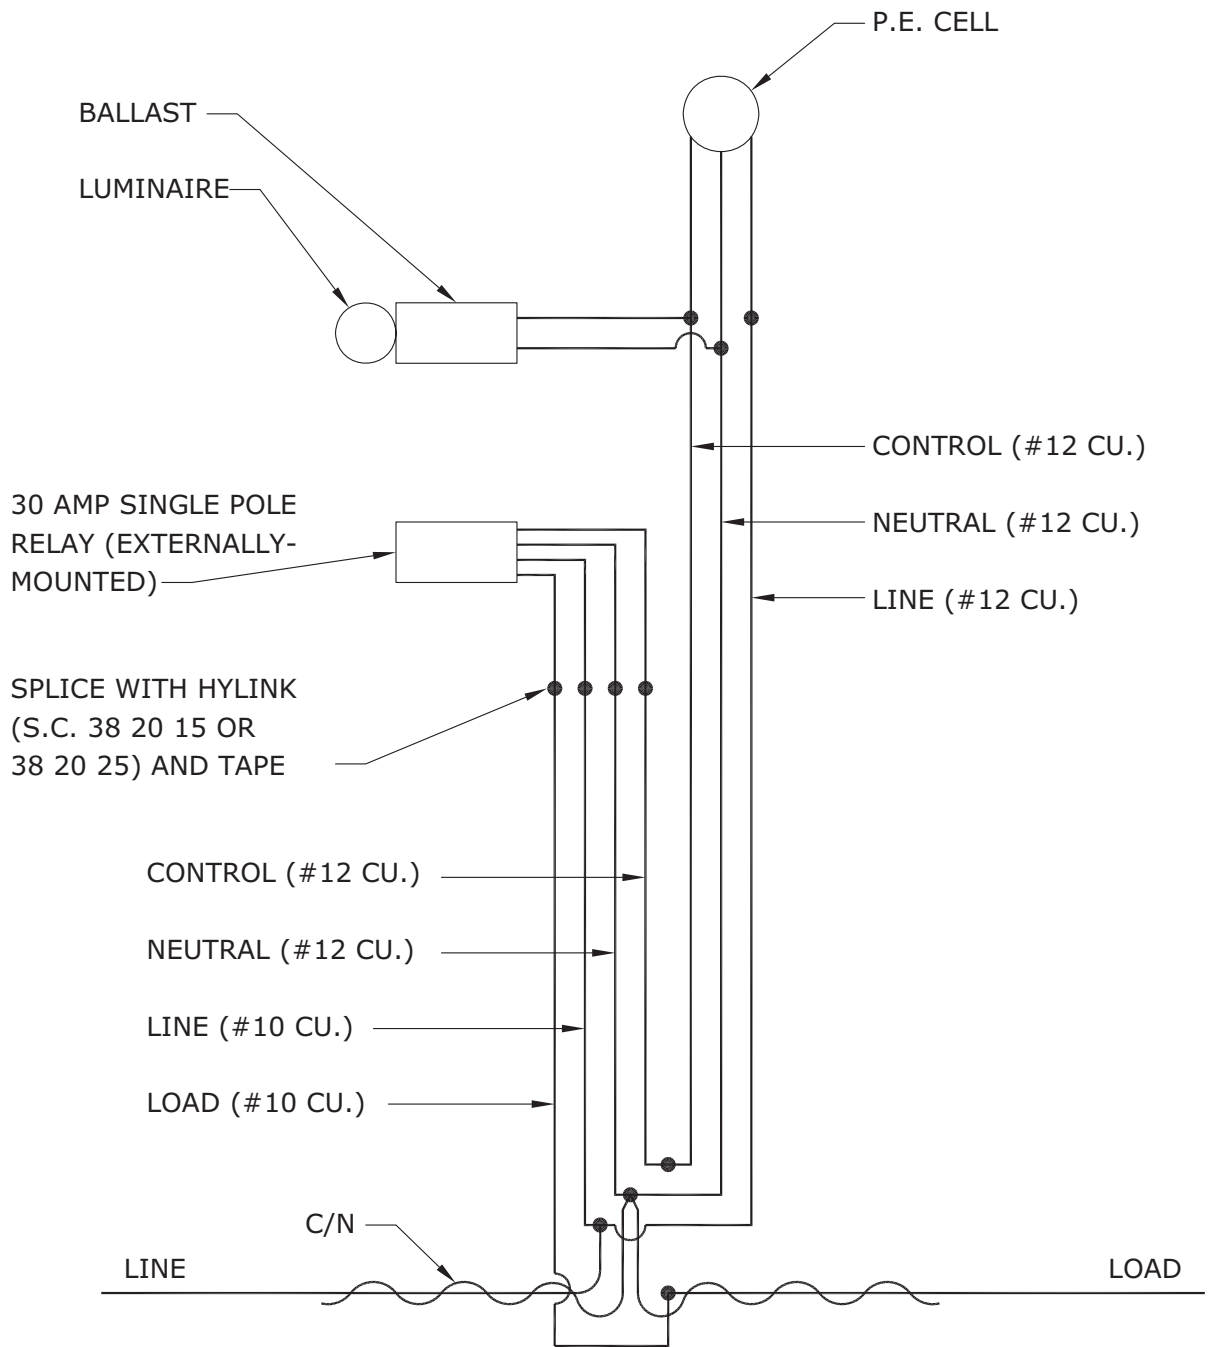 P.E. CELL
BALLAST
LUMINAIRE
CONTROL (#12 CU.)
30 AMP SINGLE POLE
RELAY (EXTERNALLY-
MOUNTED)
NEUTRAL (#12 CU.)
LINE (#12 CU.)
SPLICE WITH HYLINK
(S.C. 38 20 15 OR
38 20 25) AND TAPE
CONTROL (#12 CU.)
NEUTRAL (#12 CU.)
LINE (#10 CU.)
LOAD (#10 CU.)
C/N
LINE
LOAD